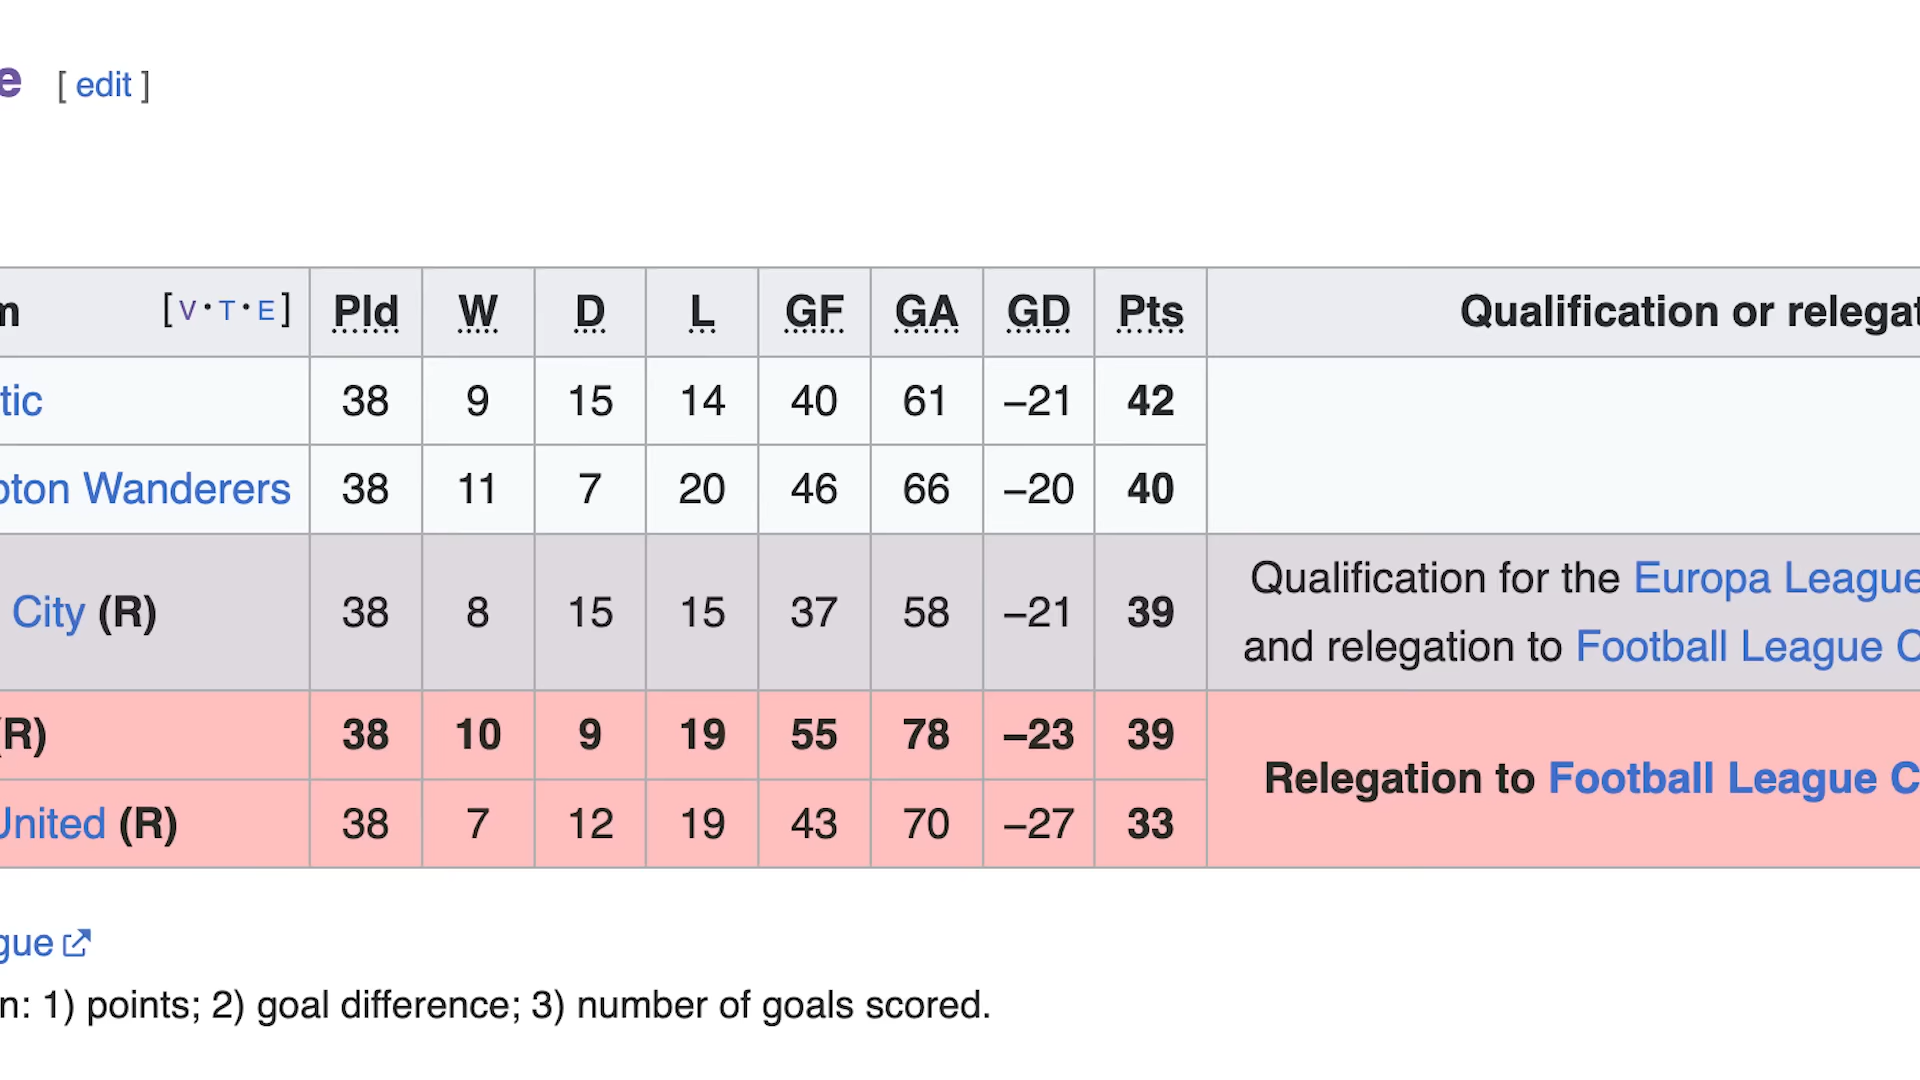 e [ edit ]
m [V·T·E] Pld W D L GF GA GD Pts Qualification or relegat
tic 38 9 15 14 40 61 −21 42
pton Wanderers 38 11 7 20 46 66 −20 40
City (R) 38 8 15 15 37 58 −21 39 Qualification for the Europa League
and relegation to Football League C
(R) 38 10 9 19 55 78 −23 39 Relegation to Football League C
United (R) 38 7 12 19 43 70 −27 33
gue
n: 1) points; 2) goal difference; 3) number of goals scored.